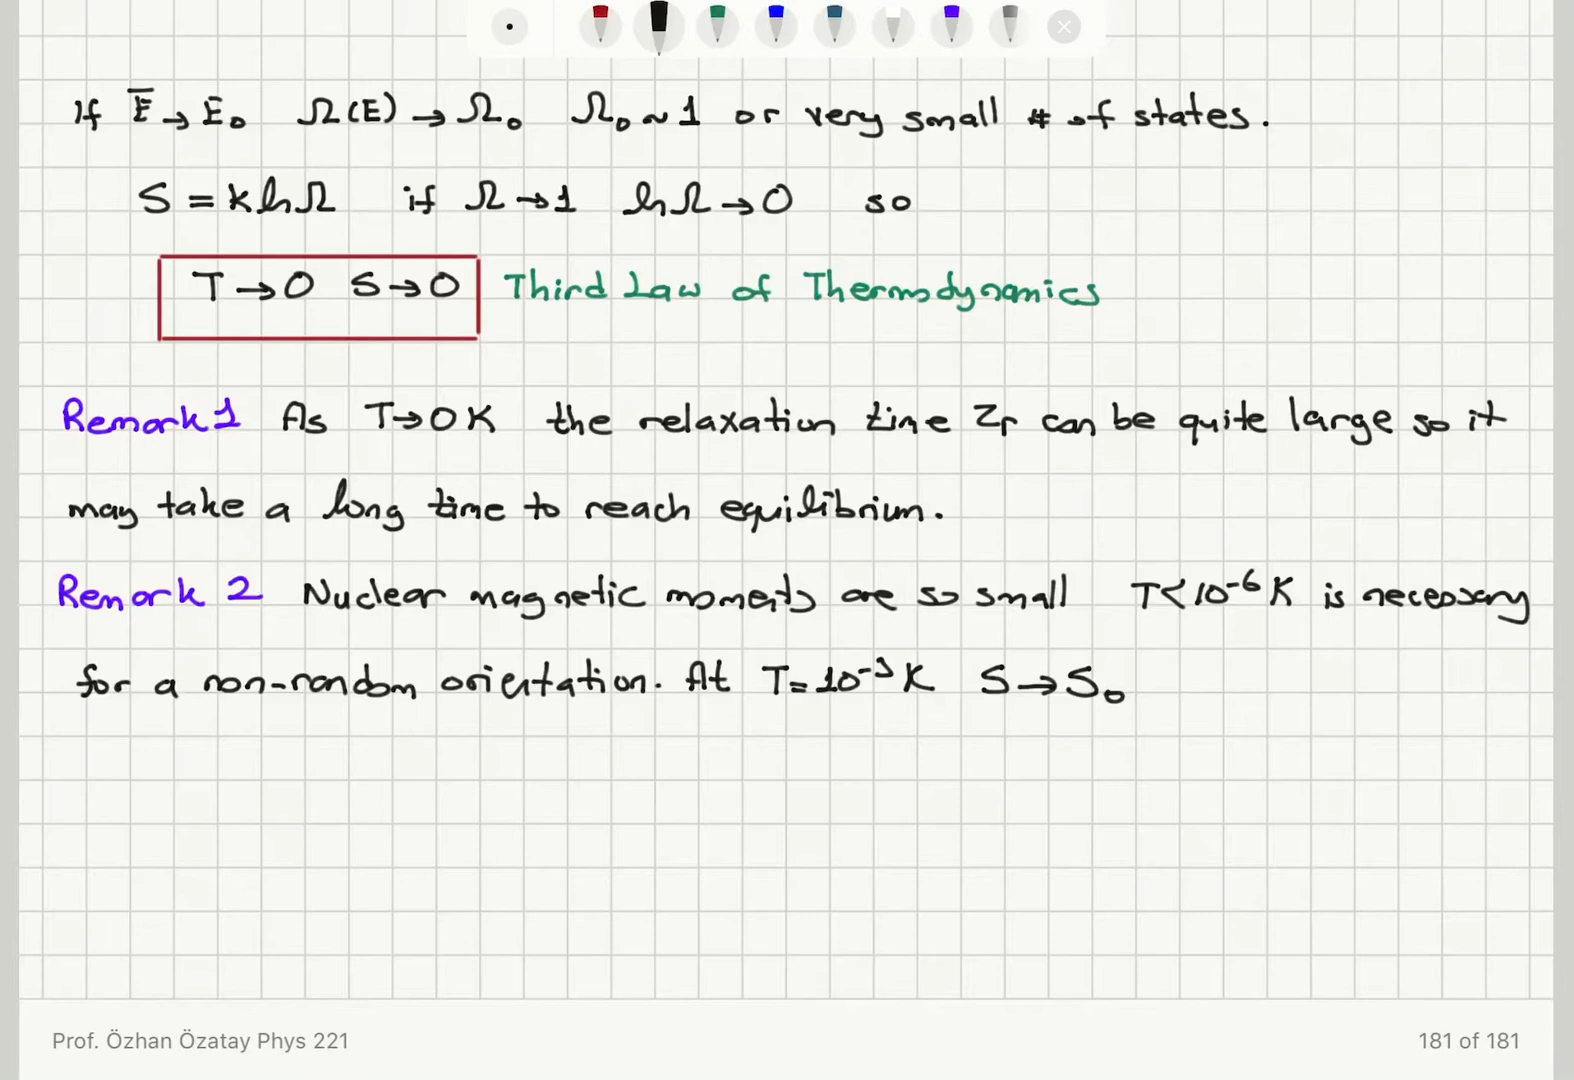 If E̅ → E₀ Ω(E) → Ω₀ Ω₀ ~ 1 or very small # of states.
S = k ln Ω if Ω → 1 ln Ω → 0 so
T → 0 S → 0 Third Law of Thermodynamics
Remark 1 As T → 0 K the relaxation time τr can be quite large so it
may take a long time to reach equilibrium.
Remark 2 Nuclear magnetic moments are so small T < 10⁻⁶ K is necessary
for a non-random orientation. At T = 10⁻³ K S → S₀
Prof. Özhan Özatay Phys 221
181 of 181